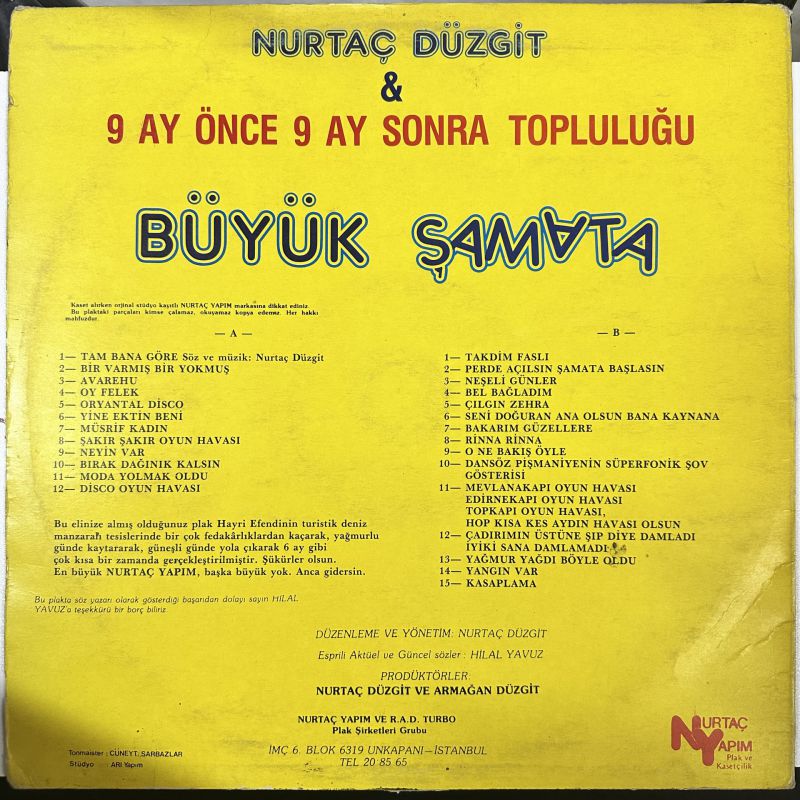 NURTAÇ DÜZGİT
&
9 AY ÖNCE 9 AY SONRA TOPLULUĞU
BÜYÜK ŞAMATA
Kaset alırken orjinal stüdyo kayıtlı NURTAÇ YAPIM markasına dikkat ediniz.
Bu plaktaki parçaları kimse çalamaz, okuyamaz kopya edemez. Her hakkı
mahfuzdur.
— A —
1— TAM BANA GÖRE Söz ve müzik: Nurtaç Düzgit
2— BİR VARMIŞ BİR YOKMUŞ
3— AVAREHU
4— OY FELEK
5— ORYANTAL DİSCO
6— YİNE EKTİN BENİ
7— MÜSRİF KADIN
8— ŞAKIR ŞAKIR OYUN HAVASI
9— NEYİN VAR
10— BIRAK DAĞINIK KALSIN
11— MODA YOLMAK OLDU
12— DİSCO OYUN HAVASI
— B —
1— TAKDİM FASLI
2— PERDE AÇILSIN ŞAMATA BAŞLASIN
3— NEŞELİ GÜNLER
4— BEL BAĞLADIM
5— ÇILGIN ZEHRA
6— SENİ DOĞURAN ANA OLSUN BANA KAYNANA
7— BAKARIM GÜZELLERE
8— RİNNA RİNNA
9— O NE BAKIŞ ÖYLE
10— DANSÖZ PİŞMANİYENİN SÜPERFONİK ŞOV
GÖSTERİSİ
11— MEVLANAKAPI OYUN HAVASI
EDİRNEKAPI OYUN HAVASI
TOPKAPI OYUN HAVASI,
HOP KISA KES AYDIN HAVASI OLSUN
12— ÇADIRIMIN ÜSTÜNE ŞIP DİYE DAMLADI
İYİKİ SANA DAMLAMADI
13— YAĞMUR YAĞDI BÖYLE OLDU
14— YANGIN VAR
15— KASAPLAMA
Bu elinize almış olduğunuz plak Hayri Efendinin turistik deniz
manzaralı tesislerinde bir çok fedakârlıklardan kaçarak, yağmurlu
günde kaytararak, güneşli günde yola çıkarak 6 ay gibi
çok kısa bir zamanda gerçekleştirilmiştir. Şükürler olsun.
En büyük NURTAÇ YAPIM, başka büyük yok. Anca gidersin.
Bu plakta söz yazarı olarak gösterdiği başarıdan dolayı sayın HİLAL
YAVUZ'a teşekkürü bir borç biliriz.
DÜZENLEME VE YÖNETİM: NURTAÇ DÜZGİT
Esprili Aktüel ve Güncel sözler : HİLAL YAVUZ
PRODÜKTÖRLER:
NURTAÇ DÜZGİT VE ARMAĞAN DÜZGİT
NURTAÇ YAPIM VE R.A.D. TURBO
Plak Şirketleri Grubu
İMÇ 6. BLOK 6319 UNKAPANI—İSTANBUL
TEL 20 85 65
Tonmaister : CÜNEYT, SARBAZLAR
Stüdyo : ARI Yapım
NURTAÇ
YAPIM
Plak ve
Kasetçilik